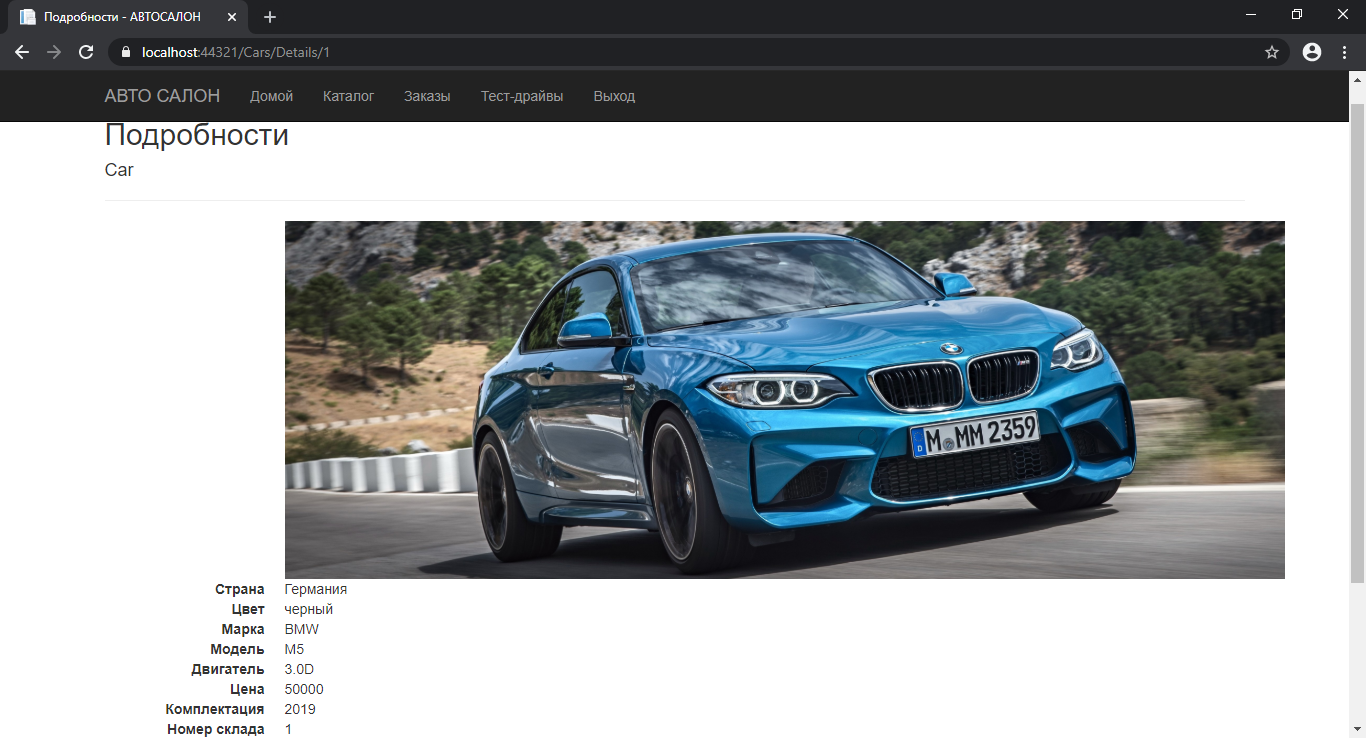 Подробности - АВТОСАЛОН
localhost:44321/Cars/Details/1
АВТО САЛОН Домой Каталог Заказы Тест-драйвы Выход
Подробности
Car
M MM 2359
D
Страна Германия
Цвет черный
Марка BMW
Модель M5
Двигатель 3.0D
Цена 50000
Комплектация 2019
Номер склада 1